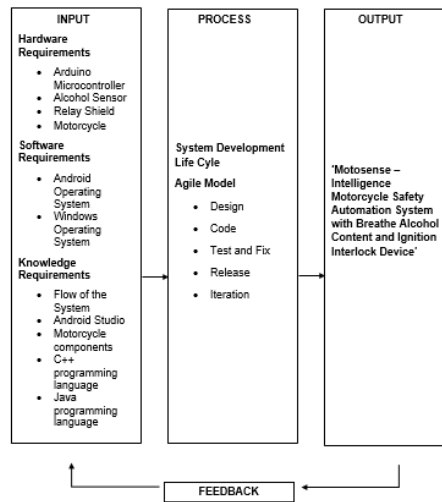 INPUT
Hardware
Requirements
• Arduino
Microcontroller
• Alcohol Sensor
• Relay Shield
• Motorcycle
Software
Requirements
• Android
Operating
System
• Windows
Operating
System
Knowledge
Requirements
• Flow of the
System
• Android Studio
• Motorcycle
components
• C++
programming
language
• Java
programming
language
PROCESS
System Development
Life Cyle
Agile Model
• Design
• Code
• Test and Fix
• Release
• Iteration
OUTPUT
'Motosense –
Intelligence
Motorcycle Safety
Automation System
with Breathe Alcohol
Content and Ignition
Interlock Device'
FEEDBACK